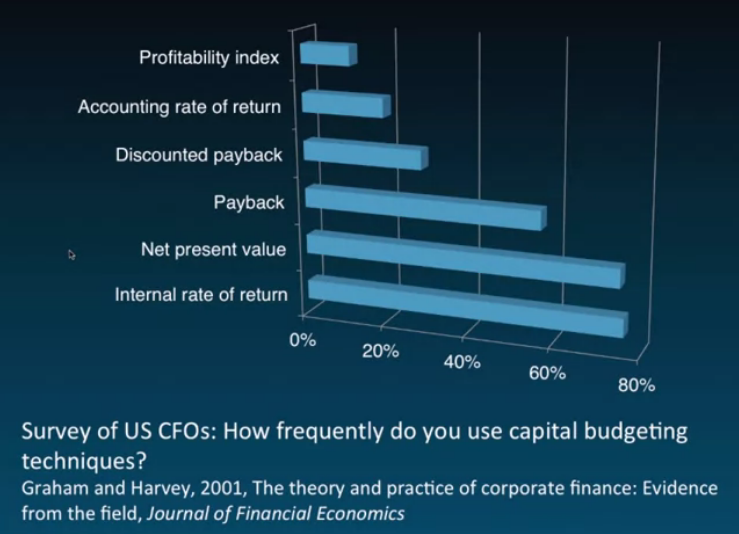 Profitability index
Accounting rate of return
Discounted payback
Payback
Net present value
Internal rate of return
0%
20%
40%
60%
80%
Survey of US CFOs: How frequently do you use capital budgeting
techniques?
Graham and Harvey, 2001, The theory and practice of corporate finance: Evidence
from the field, Journal of Financial Economics